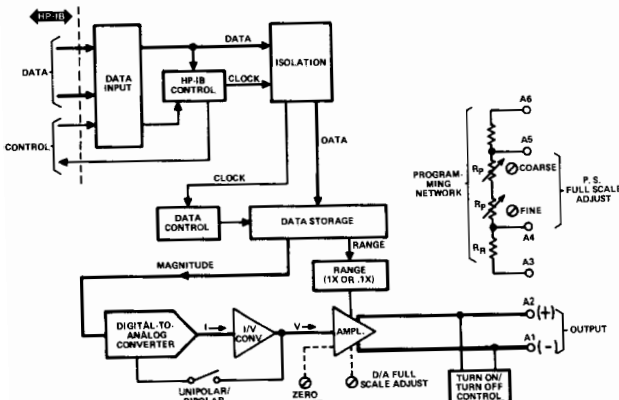 HP-IB
DATA
CONTROL
DATA
INPUT
DATA
HP-IB
CONTROL
CLOCK
ISOLATION
DATA
CLOCK
DATA
CONTROL
DATA STORAGE
RANGE
MAGNITUDE
RANGE
(1X OR .1X)
DIGITAL-TO-
ANALOG
CONVERTER
I
I/V
CONV.
V
AMPL.
UNIPOLAR/
BIPOLAR
ZERO
D/A FULL
SCALE ADJUST
A2 (+)
A1 (-)
OUTPUT
TURN ON/
TURN OFF
CONTROL
PROGRAM-
MING
NETWORK
A6
A5
RP
COARSE
RP
FINE
A4
RR
A3
P. S.
FULL SCALE
ADJUST